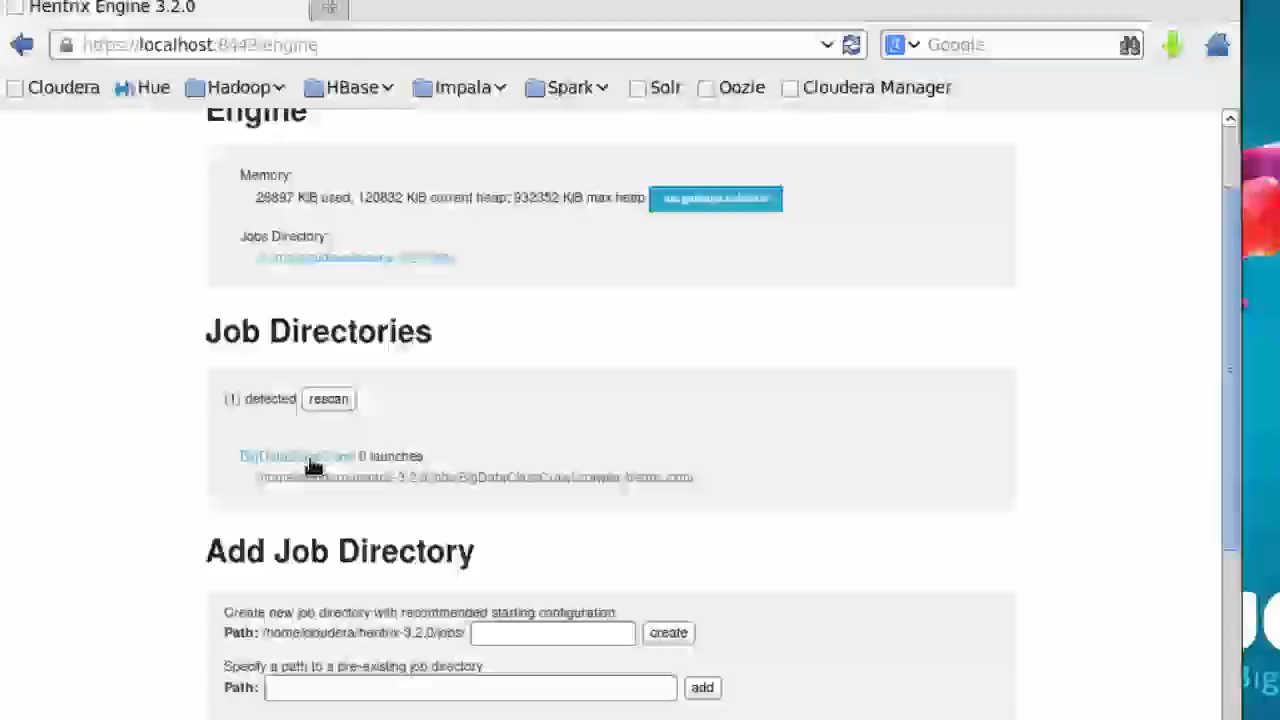 Hentrix Engine 3.2.0
https://localhost:8443/engine
Google
Cloudera Hue Hadoop HBase Impala Spark Solr Oozie Cloudera Manager
Engine
Memory:
26897 KiB used; 120832 KiB current heap; 932352 KiB max heap
Jobs Directory:
Job Directories
(1) detected rescan
0 launches
Add Job Directory
Create new job directory with recommended starting configuration
Path: /home/cloudera/hentrix-3.2.0/jobs/ create
Specify a path to a pre-existing job directory
Path: add